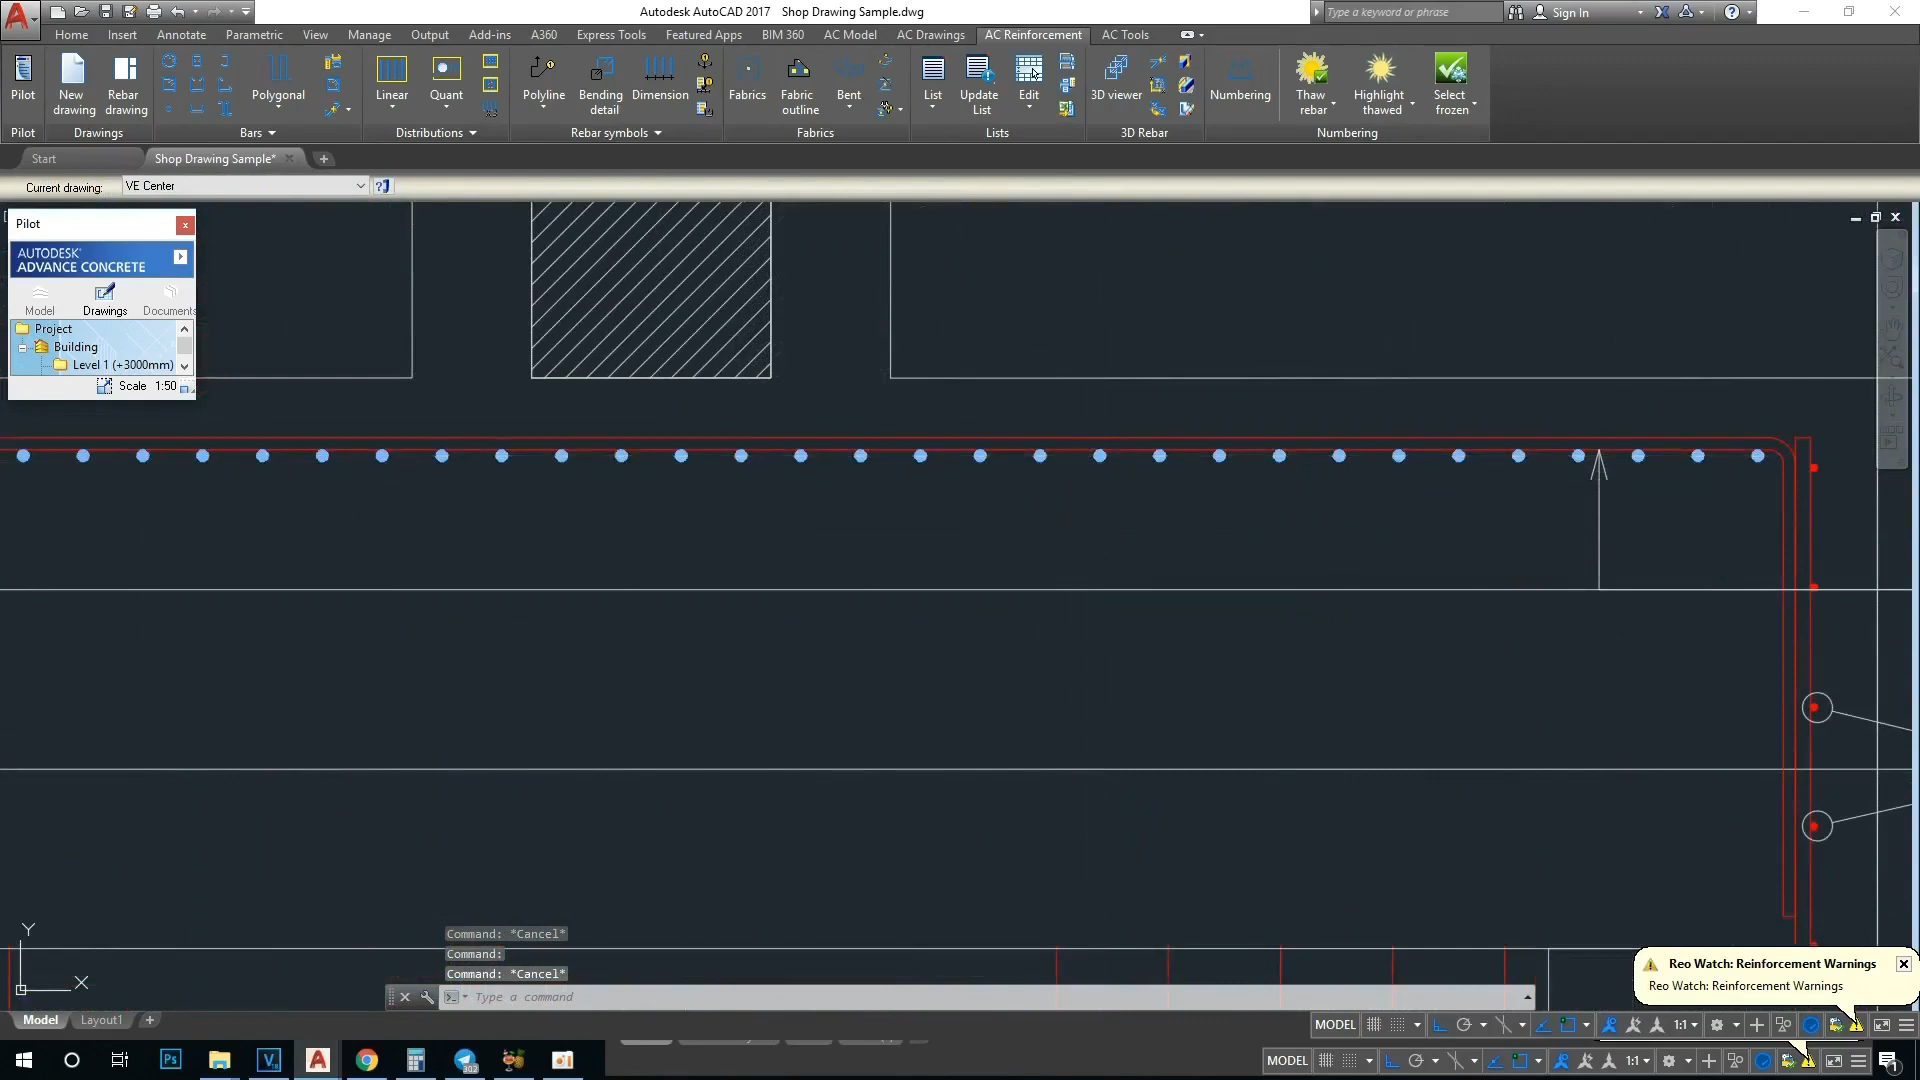 Autodesk AutoCAD 2017 Shop Drawing Sample.dwg
Type a keyword or phrase
Sign In
Home Insert Annotate Parametric View Manage Output Add-ins A360 Express Tools Featured Apps BIM 360 AC Model AC Drawings AC Reinforcement AC Tools
Pilot
New drawing
Rebar drawing
Polygonal
Linear
Quant
Polyline
Bending detail
Dimension
Fabrics
Fabric outline
Bent
List
Update List
Edit
3D viewer
Numbering
Thaw rebar
Highlight thawed
Select frozen
Pilot Drawings Bars Distributions Rebar symbols Fabrics Lists 3D Rebar Numbering
Start Shop Drawing Sample*
Current drawing: VE Center
Pilot
AUTODESK®
ADVANCE CONCRETE
Model Drawings Documents
Project
Building
Level 1 (+3000mm)
Scale 1:50
Y
X
Command: *Cancel*
Command:
Command: *Cancel*
Type a command
Reo Watch: Reinforcement Warnings
Reo Watch: Reinforcement Warnings
Model Layout1
MODEL 1:1
Ps
302
MODEL 1:1
1